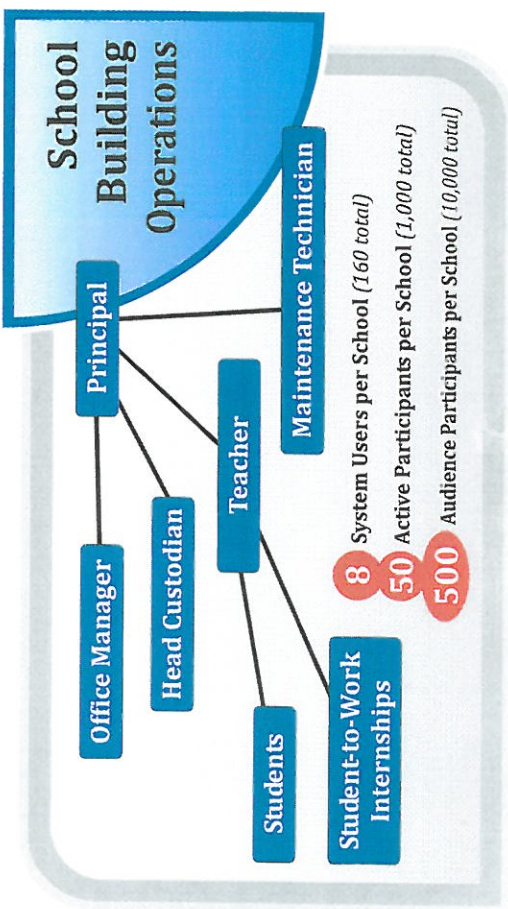 School
Building
Operations
Principal
Office Manager
Head Custodian
Teacher
Maintenance Technician
Students
Student-to-Work
Internships
8 System Users per School (160 total)
50 Active Participants per School (1,000 total)
500 Audience Participants per School (10,000 total)